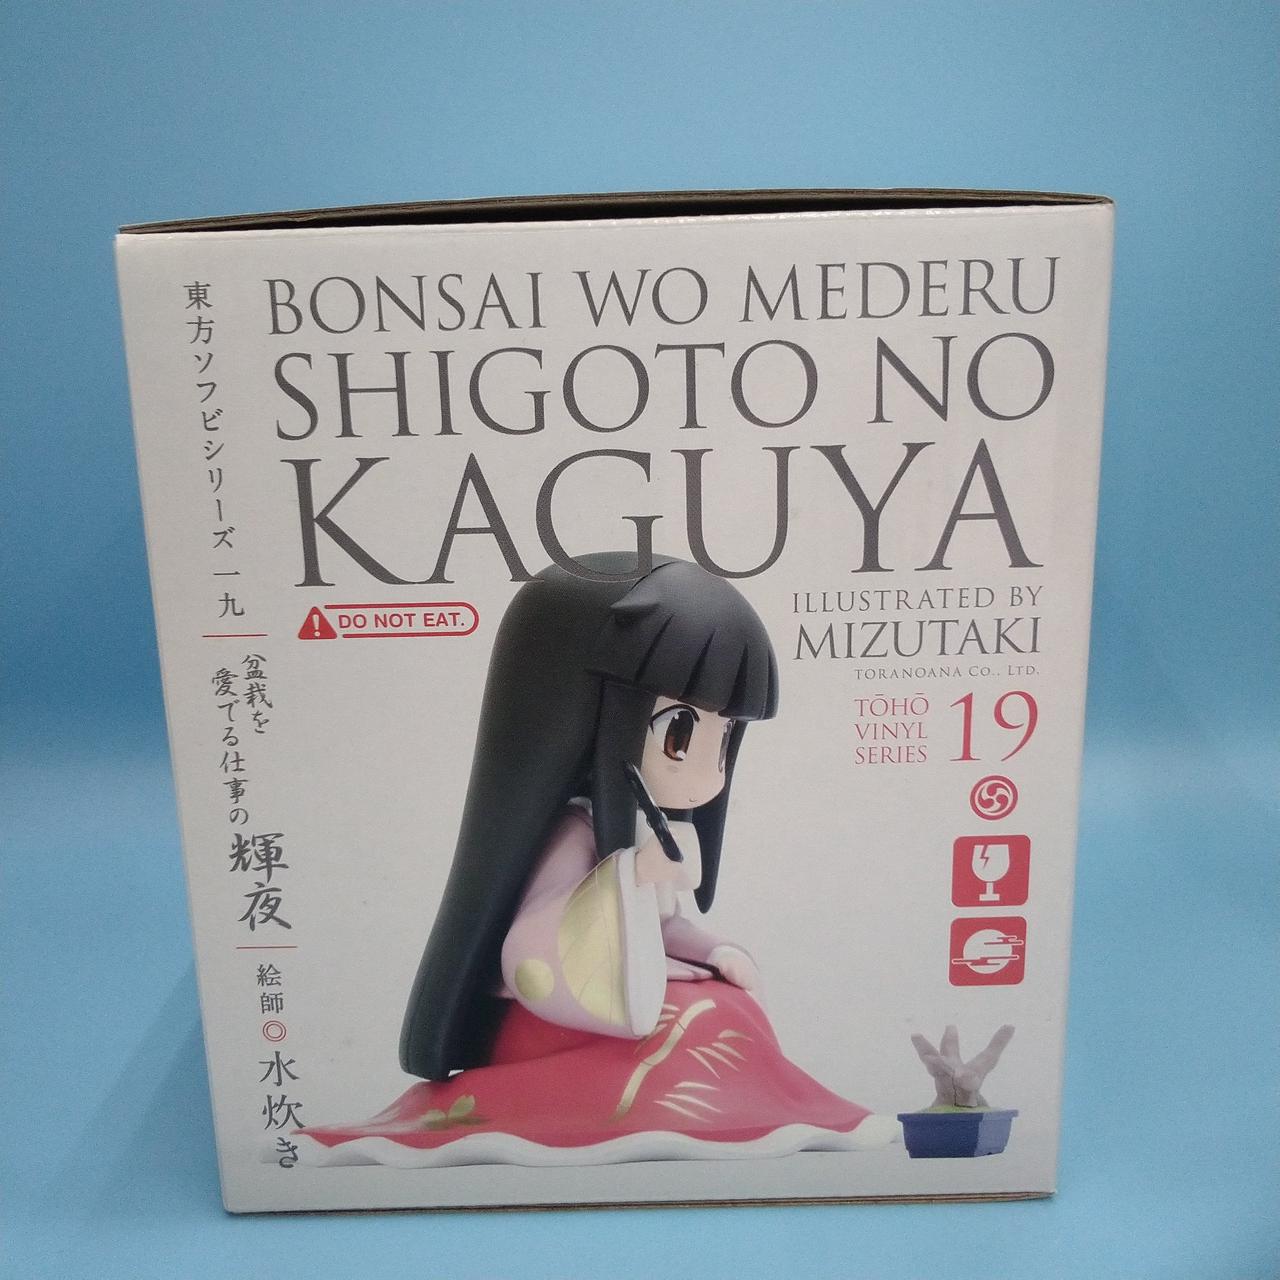 BONSAI WO MEDERU
SHIGOTO NO
KAGUYA
DO NOT EAT.
ILLUSTRATED BY
MIZUTAKI
TORANOANA CO., LTD.
TŌHŌ
VINYL
SERIES
19
東方ソフビシリーズ 一九
盆栽を
愛でる仕事の
輝夜
絵師◎水炊き